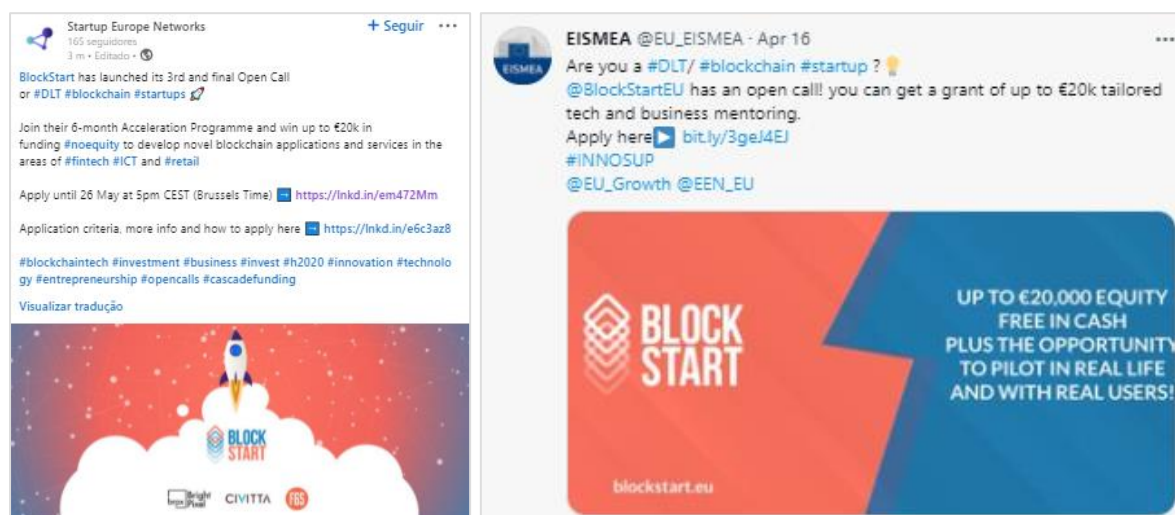 Startup Europe Networks
+ Seguir
165 seguidores
3 m • Editado •
BlockStart has launched its 3rd and final Open Call
or #DLT #blockchain #startups
Join their 6-month Acceleration Programme and win up to €20k in
funding #noequity to develop novel blockchain applications and services in the
areas of #fintech #ICT and #retail
Apply until 26 May at 5pm CEST (Brussels Time) https://lnkd.in/em472Mm
Application criteria, more info and how to apply here https://lnkd.in/e6c3az8
#blockchaintech #investment #business #invest #h2020 #innovation #technolo
gy #entrepreneurship #opencalls #cascadefunding
Visualizar tradução
BLOCK
START
Bright
Pixel
CIVITTA
F6S
EISMEA
EISMEA @EU_EISMEA · Apr 16
Are you a #DLT/ #blockchain #startup ?
@BlockStartEU has an open call! you can get a grant of up to €20k tailored
tech and business mentoring.
Apply here bit.ly/3geJ4EJ
#INNOSUP
@EU_Growth @EEN_EU
BLOCK
START
UP TO €20,000 EQUITY
FREE IN CASH
PLUS THE OPPORTUNITY
TO PILOT IN REAL LIFE
AND WITH REAL USERS!
blockstart.eu